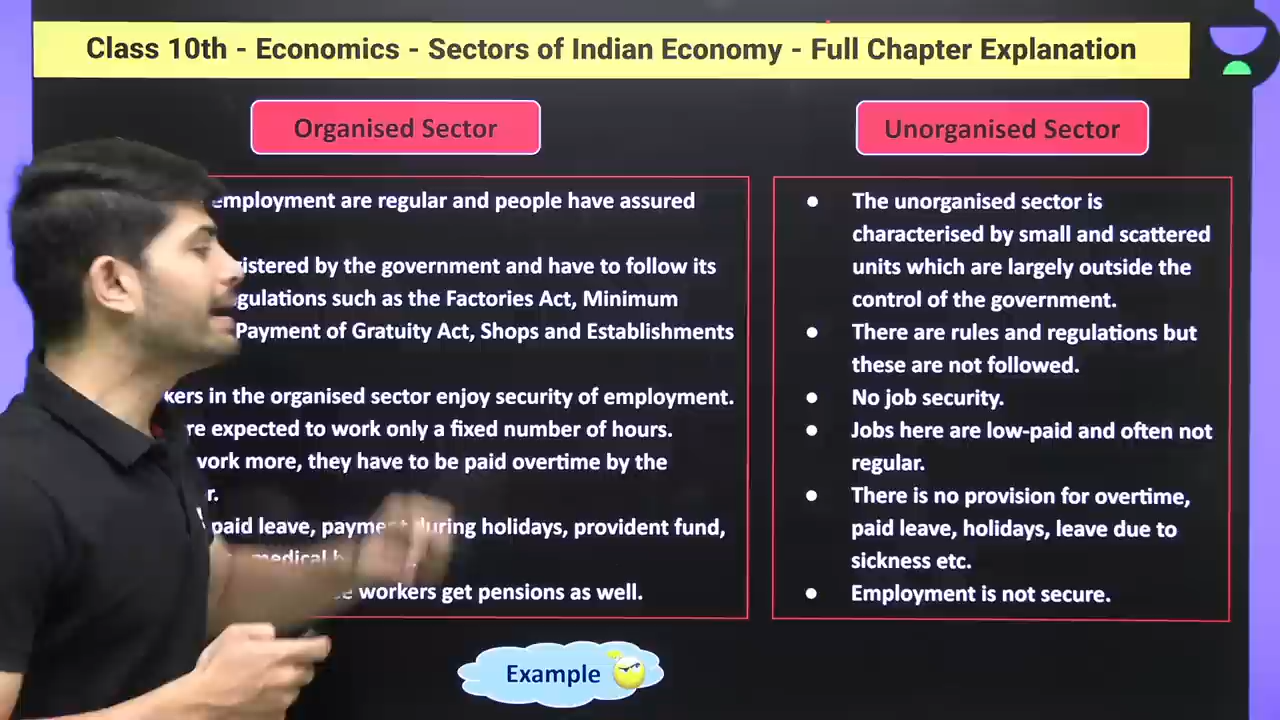 Class 10th - Economics - Sectors of Indian Economy - Full Chapter Explanation
Organised Sector
employment are regular and people have assured
istered by the government and have to follow its
gulations such as the Factories Act, Minimum
Payment of Gratuity Act, Shops and Establishments
kers in the organised sector enjoy security of employment.
re expected to work only a fixed number of hours.
work more, they have to be paid overtime by the
r.
paid leave, payment during holidays, provident fund,
medical
workers get pensions as well.
Unorganised Sector
● The unorganised sector is
characterised by small and scattered
units which are largely outside the
control of the government.
● There are rules and regulations but
these are not followed.
● No job security.
● Jobs here are low-paid and often not
regular.
● There is no provision for overtime,
paid leave, holidays, leave due to
sickness etc.
● Employment is not secure.
Example